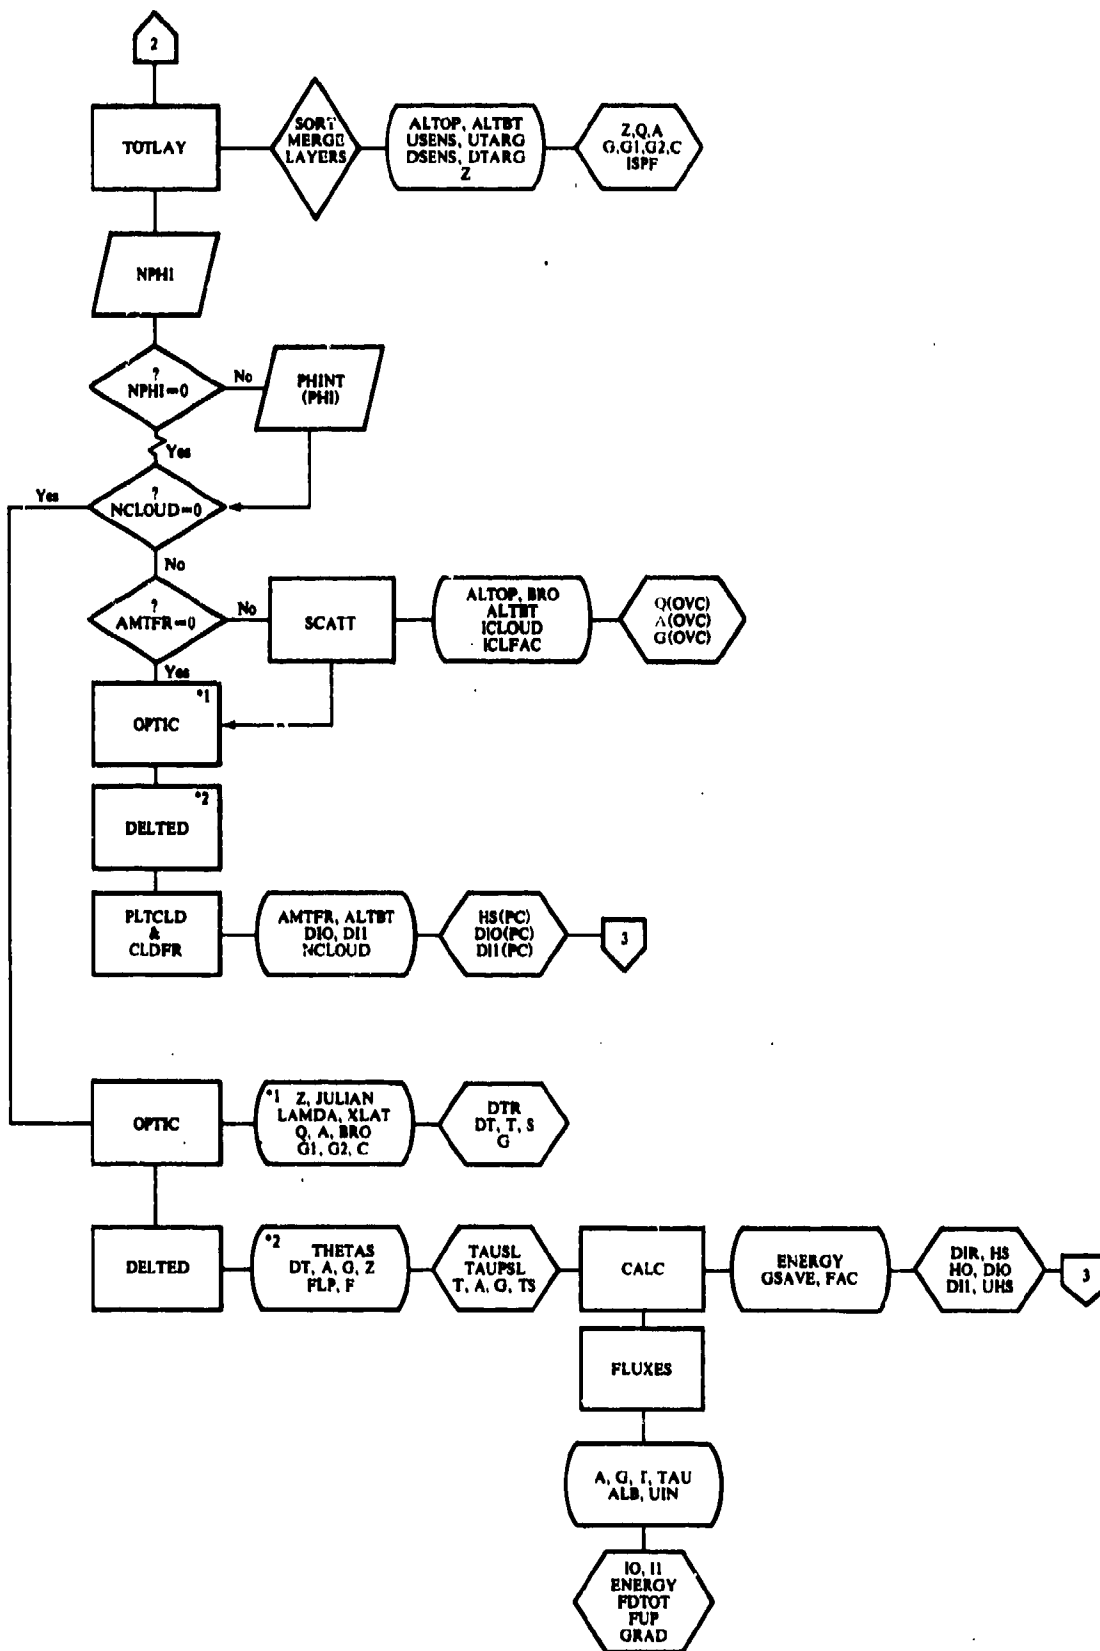 2
TOTLAY
SORT
MERGE
LAYERS
ALTOP, ALTBT
USENS, UTARG
DSENS, DTARG
Z
Z, Q, A
G, G1, G2, C
ISPF
NPHI
?
NPHI=0
No
PHINT
(PHI)
Yes
Yes
?
NCLOUD=0
No
?
AMTFR=0
No
SCATT
ALTOP, BRO
ALTBT
ICLOUD
ICLFAC
Q(OVC)
A(OVC)
G(OVC)
Yes
*1
OPTIC
*2
DELTED
PLTCLD
&
CLDFR
AMTFR, ALTBT
DI0, DI1
NCLOUD
HS(PC)
DI0(PC)
DI1(PC)
3
OPTIC
*1 Z, JULIAN
LAMDA, XLAT
Q, A, BRO
G1, G2, C
DTR
DT, T, S
G
DELTED
*2 THETAS
DT, A, G, Z
FLP, F
TAUSL
TAUPSL
T, A, G, TS
CALC
ENERGY
GSAVE, FAC
DIR, HS
HO, DI0
DI1, UHS
3
FLUXES
A, G, T, TAU
ALB, UIN
I0, I1
ENERGY
FDTOT
FUP
GRAD